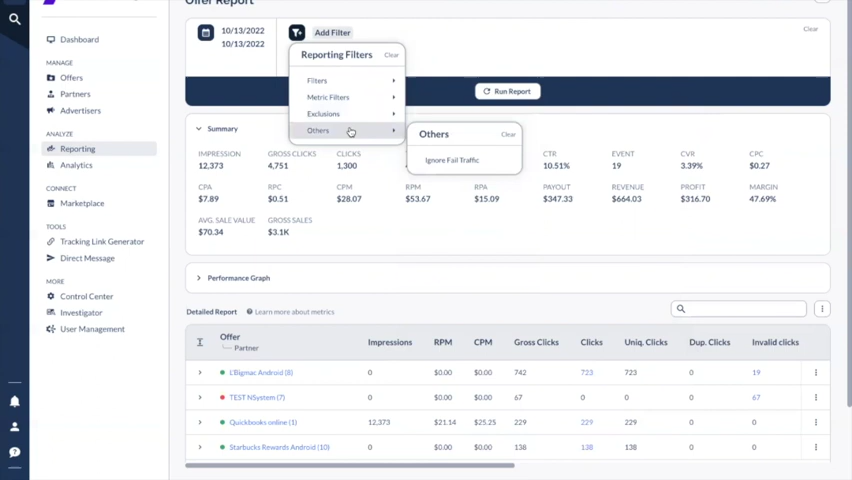 Offer Report
10/13/2022
10/13/2022
Add Filter
Clear
Reporting Filters
Clear
Filters
Metric Filters
Exclusions
Others
Others
Clear
Ignore Fail Traffic
Run Report
Dashboard
MANAGE
Offers
Partners
Advertisers
ANALYZE
Reporting
Analytics
CONNECT
Marketplace
TOOLS
Tracking Link Generator
Direct Message
MORE
Control Center
Investigator
User Management
Summary
IMPRESSION GROSS CLICKS CLICKS CTR EVENT CVR CPC
12,373 4,751 1,300 10.51% 19 3.39% $0.27
CPA RPC CPM RPM RPA PAYOUT REVENUE PROFIT MARGIN
$7.89 $0.51 $28.07 $53.67 $15.09 $347.33 $664.03 $316.70 47.69%
AVG. SALE VALUE GROSS SALES
$70.34 $3.1K
Performance Graph
Detailed Report Learn more about metrics
Offer Impressions RPM CPM Gross Clicks Clicks Uniq. Clicks Dup. Clicks Invalid clicks
Partner
L'Bigmac Android (8) 0 $0.00 $0.00 742 723 723 0 19
TEST NSystem (7) 0 $0.00 $0.00 67 0 0 0 67
Quickbooks online (1) 12,373 $21.14 $25.25 229 229 229 0 0
Starbucks Rewards Android (10) 0 $0.00 $0.00 138 138 138 0 0